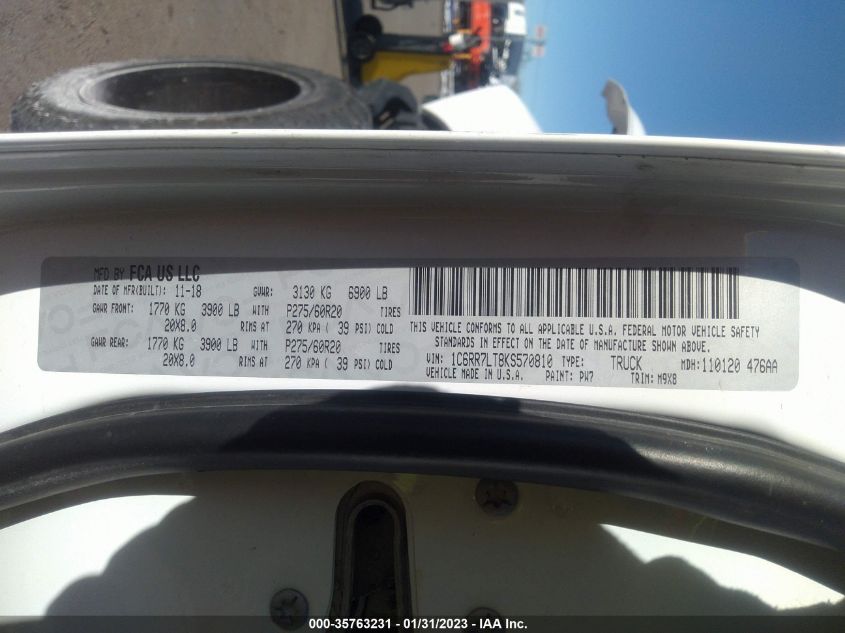 MFD BY FCA US LLC
DATE OF MFR(BUILT): 11-18 GVWR: 3130 KG 6900 LB
GAWR FRONT: 1770 KG 3900 LB WITH P275/60R20 TIRES
20X8.0 RIMS AT 270 KPA ( 39 PSI) COLD
GAWR REAR: 1770 KG 3900 LB WITH P275/60R20 TIRES
20X8.0 RIMS AT 270 KPA ( 39 PSI) COLD
THIS VEHICLE CONFORMS TO ALL APPLICABLE U.S.A. FEDERAL MOTOR VEHICLE SAFETY
STANDARDS IN EFFECT ON THE DATE OF MANUFACTURE SHOWN ABOVE.
VIN: 1C6RR7LT8KS570810 TYPE: TRUCK MDH: 110120 476AA
VEHICLE MADE IN U.S.A. PAINT: PW7 TRIM: M9X8
000-35763231 - 01/31/2023 - IAA Inc.